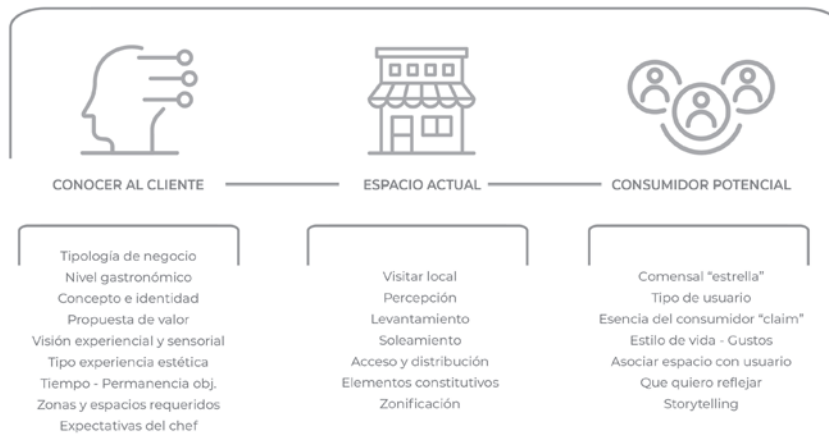 CONOCER AL CLIENTE
ESPACIO ACTUAL
CONSUMIDOR POTENCIAL
Tipología de negocio
Nivel gastronómico
Concepto e identidad
Propuesta de valor
Visión experiencial y sensorial
Tipo experiencia estética
Tiempo - Permanencia obj.
Zonas y espacios requeridos
Expectativas del chef
Visitar local
Percepción
Levantamiento
Soleamiento
Acceso y distribución
Elementos constitutivos
Zonificación
Comensal “estrella”
Tipo de usuario
Esencia del consumidor “claim”
Estilo de vida - Gustos
Asociar espacio con usuario
Que quiero reflejar
Storytelling